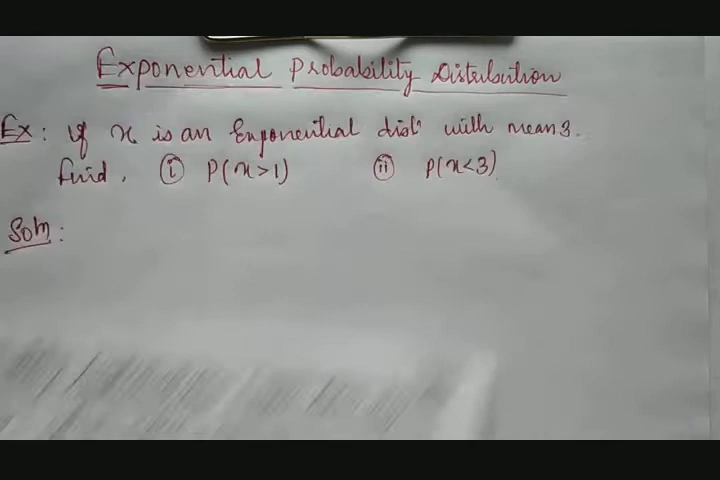 Exponential Probability Distribution
Ex: If x is an Exponential distⁿ with mean 3.
find. (i) P(x>1) (ii) P(x<3)
Soln: